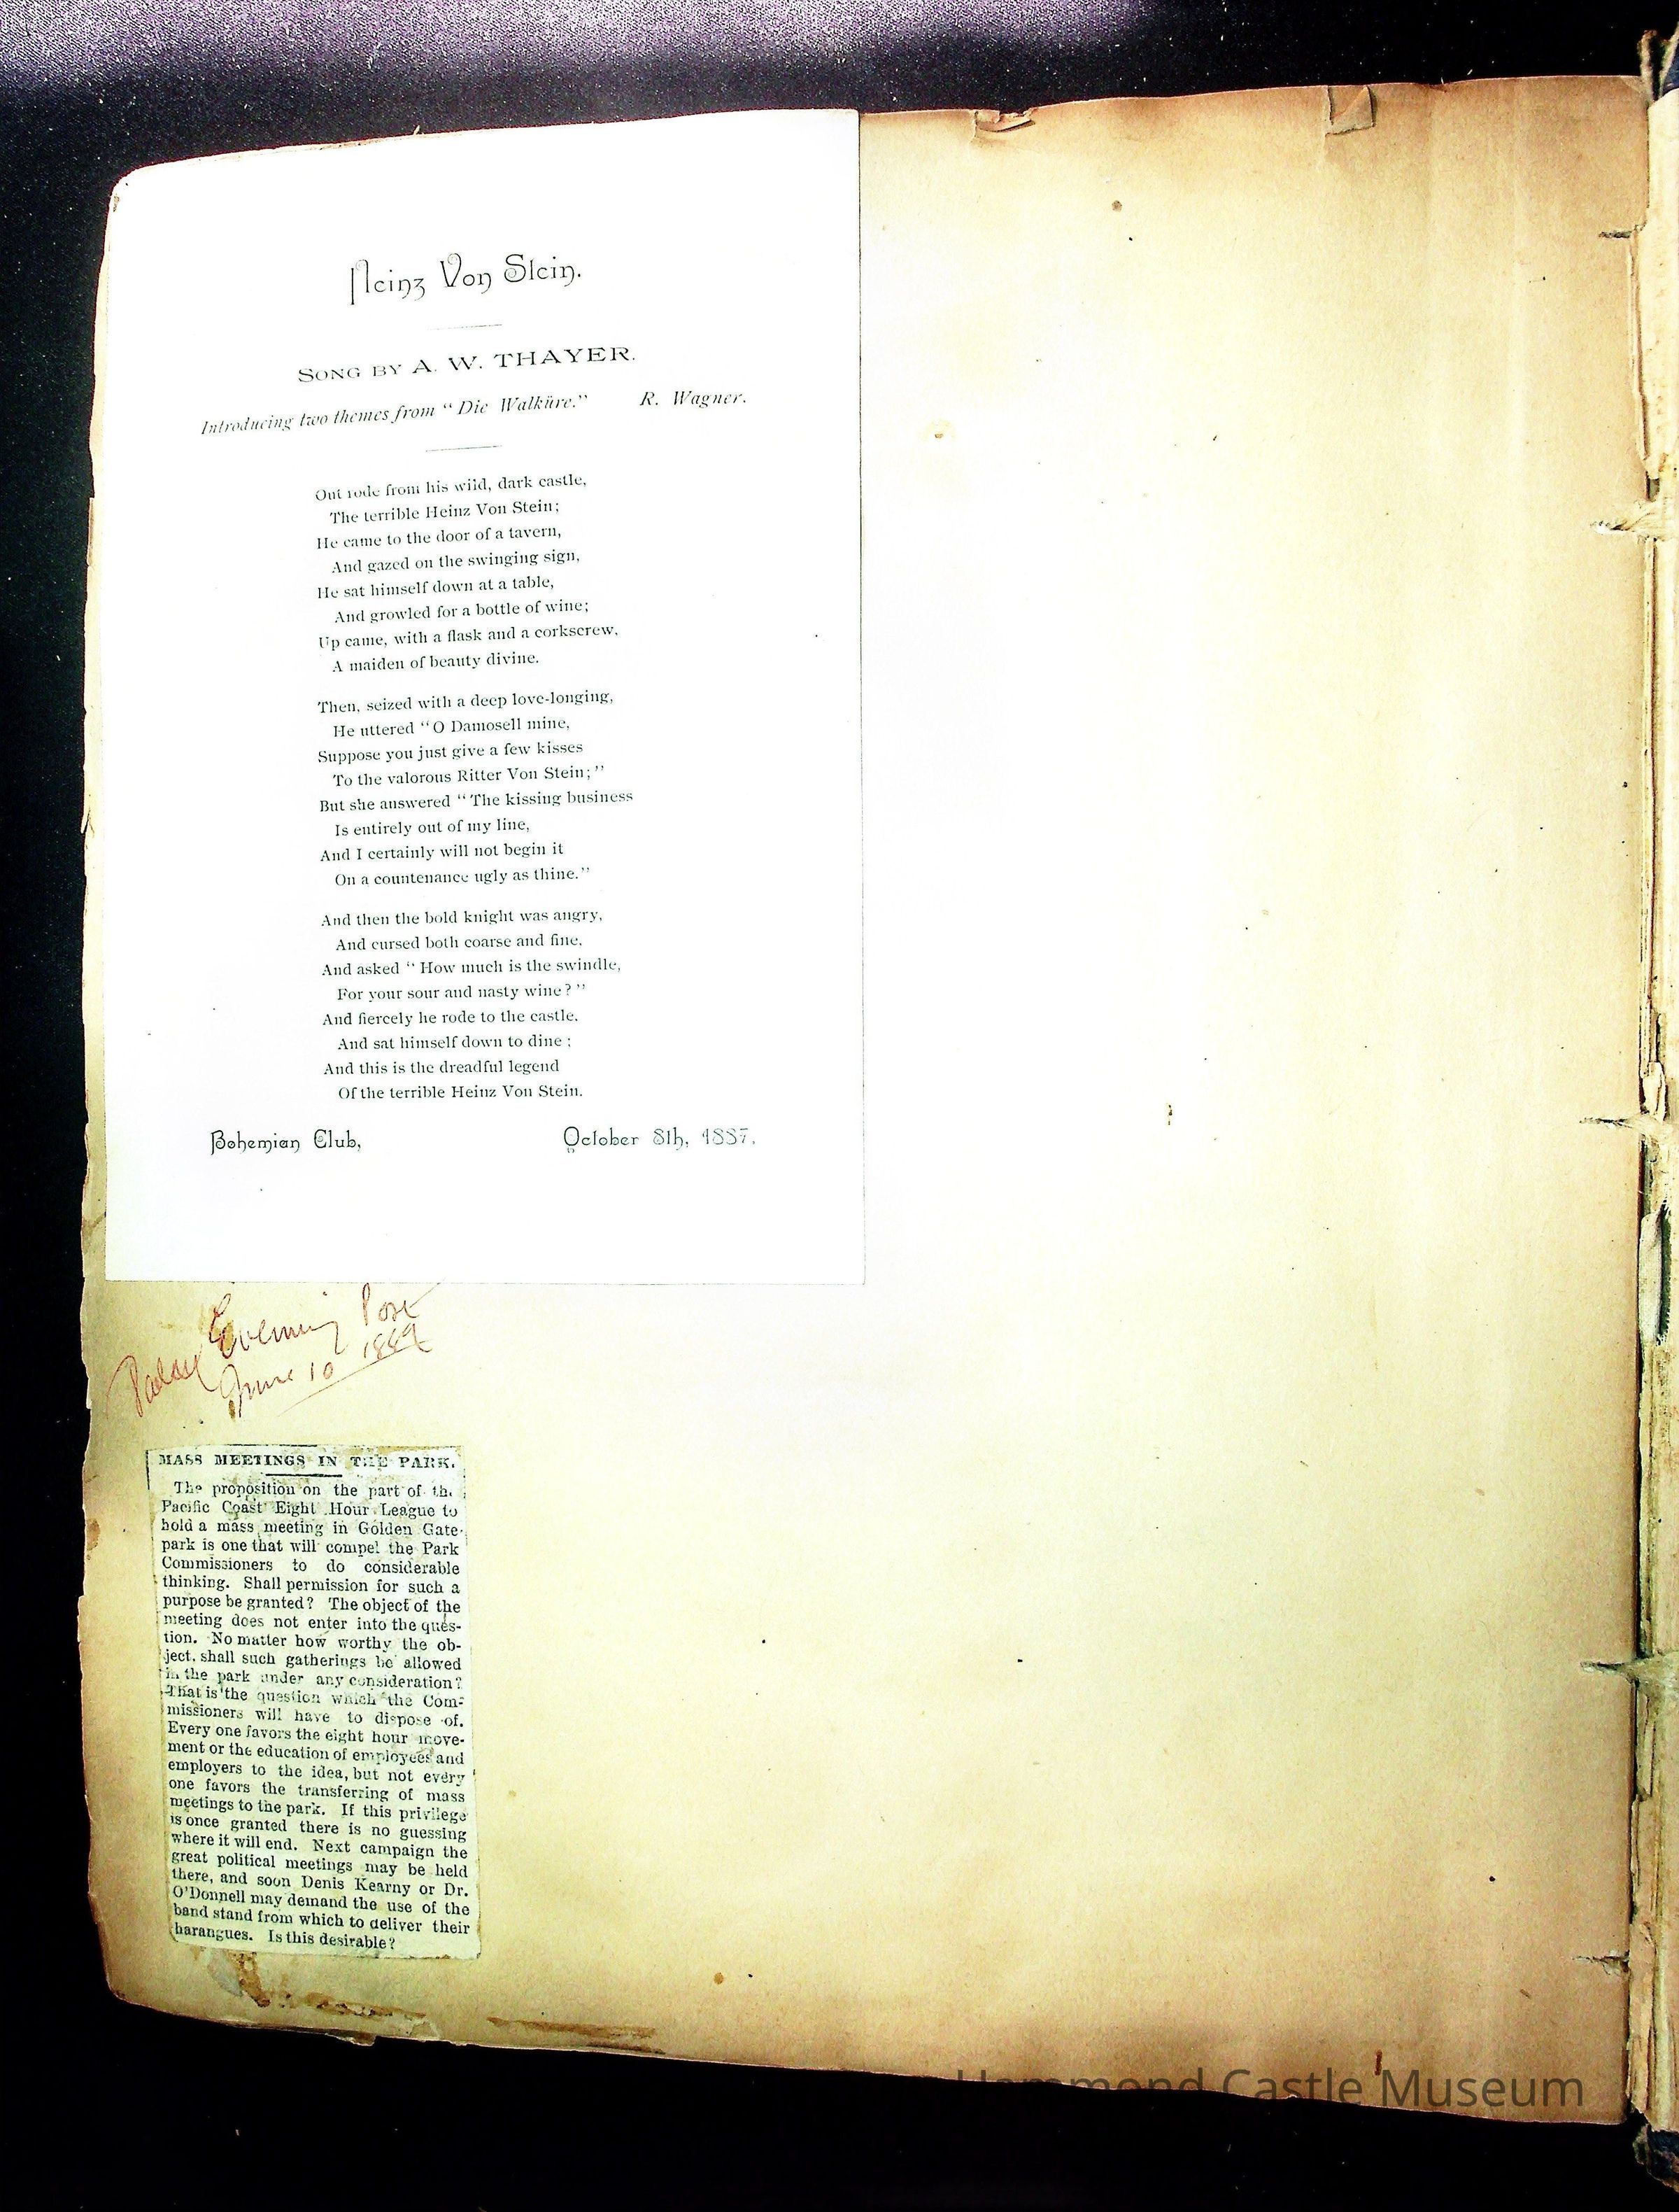 Heinz Von Stein.
SONG BY A. W. THAYER.
Introducing two themes from "Die Walküre." R. Wagner.
Out rode from his wild, dark castle,
The terrible Heinz Von Stein;
He came to the door of a tavern,
And gazed on the swinging sign,
He sat himself down at a table,
And growled for a bottle of wine;
Up came, with a flask and a corkscrew,
A maiden of beauty divine.
Then, seized with a deep love-longing,
He uttered "O Damosell mine,
Suppose you just give a few kisses
To the valorous Ritter Von Stein;"
But she answered "The kissing business
Is entirely out of my line,
And I certainly will not begin it
On a countenance ugly as thine."
And then the bold knight was angry,
And cursed both coarse and fine,
And asked "How much is the swindle,
For your sour and nasty wine?"
And fiercely he rode to the castle.
And sat himself down to dine;
And this is the dreadful legend
Of the terrible Heinz Von Stein.
Bohemian Club, October 8th, 1887.
Evening Post
June 10 1889
MASS MEETINGS IN THE PARK.
The proposition on the part of the
Pacific Coast Eight Hour League to
hold a mass meeting in Golden Gate
park is one that will compel the Park
Commissioners to do considerable
thinking. Shall permission for such a
purpose be granted? The object of the
meeting does not enter into the ques-
tion. No matter how worthy the ob-
ject, shall such gatherings be allowed
in the park under any consideration?
That is the question which the Com-
missioners will have to dispose of.
Every one favors the eight hour move-
ment or the education of employees and
employers to the idea, but not every
one favors the transferring of mass
meetings to the park. If this privilege
is once granted there is no guessing
where it will end. Next campaign the
great political meetings may be held
there, and soon Denis Kearny or Dr.
O'Donnell may demand the use of the
band stand from which to deliver their
harangues. Is this desirable?
Hammond Castle Museum